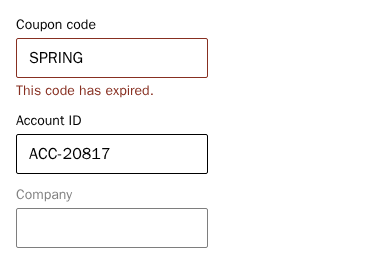 Coupon code
SPRING
This code has expired.
Account ID
ACC-20817
Company